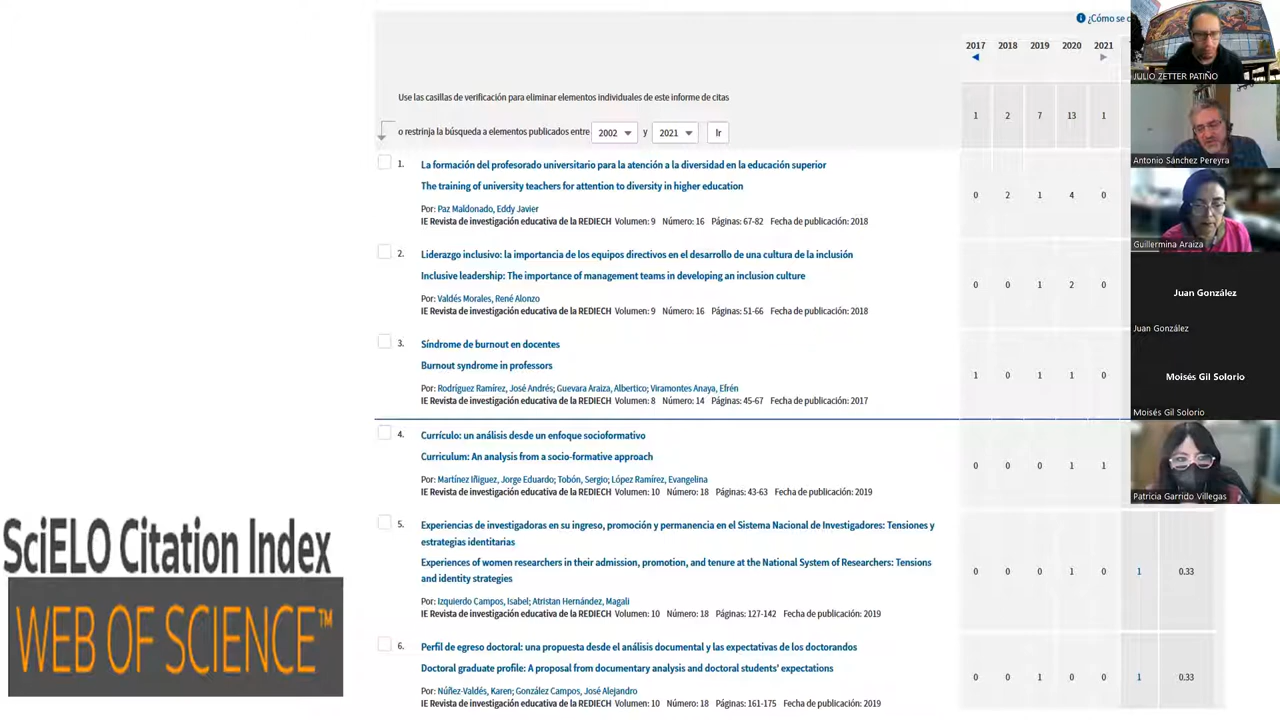 ¿Cómo se
2017 2018 2019 2020 2021
Use las casillas de verificación para eliminar elementos individuales de este informe de citas
1 2 7 13 1
o restrinja la búsqueda a elementos publicados entre 2002 y 2021 Ir
1. La formación del profesorado universitario para la atención a la diversidad en la educación superior
The training of university teachers for attention to diversity in higher education
0 2 1 4 0
Por: Paz Maldonado, Eddy Javier
IE Revista de investigación educativa de la REDIECH Volumen: 9 Número: 16 Páginas: 67-82 Fecha de publicación: 2018
2. Liderazgo inclusivo: la importancia de los equipos directivos en el desarrollo de una cultura de la inclusión
Inclusive leadership: The importance of management teams in developing an inclusion culture
0 0 1 2 0
Por: Valdés Morales, René Alonzo
IE Revista de investigación educativa de la REDIECH Volumen: 9 Número: 16 Páginas: 51-66 Fecha de publicación: 2018
3. Síndrome de burnout en docentes
Burnout syndrome in professors
1 0 1 1 0
Por: Rodríguez Ramírez, José Andrés; Guevara Araiza, Albertico; Viramontes Anaya, Efrén
IE Revista de investigación educativa de la REDIECH Volumen: 8 Número: 14 Páginas: 45-67 Fecha de publicación: 2017
4. Currículo: un análisis desde un enfoque socioformativo
Curriculum: An analysis from a socio-formative approach
0 0 0 1 1
Por: Martínez Iñiguez, Jorge Eduardo; Tobón, Sergio; López Ramírez, Evangelina
IE Revista de investigación educativa de la REDIECH Volumen: 10 Número: 18 Páginas: 43-63 Fecha de publicación: 2019
5. Experiencias de investigadoras en su ingreso, promoción y permanencia en el Sistema Nacional de Investigadores: Tensiones y
estrategias identitarias
Experiences of women researchers in their admission, promotion, and tenure at the National System of Researchers: Tensions
and identity strategies
0 0 0 1 0 1 0.33
Por: Izquierdo Campos, Isabel; Atristan Hernández, Magali
IE Revista de investigación educativa de la REDIECH Volumen: 10 Número: 18 Páginas: 127-142 Fecha de publicación: 2019
6. Perfil de egreso doctoral: una propuesta desde el análisis documental y las expectativas de los doctorandos
Doctoral graduate profile: A proposal from documentary analysis and doctoral students' expectations
0 0 1 0 0 1 0.33
Por: Núñez-Valdés, Karen; González Campos, José Alejandro
IE Revista de investigación educativa de la REDIECH Volumen: 10 Número: 18 Páginas: 161-175 Fecha de publicación: 2019
SciELO Citation Index
WEB OF SCIENCE™
JULIO ZETTER PATIÑO
Antonio Sánchez Pereyra
Guillermina Araiza
Juan González
Juan González
Moisés Gil Solorio
Moisés Gil Solorio
Patricia Garrido Villegas